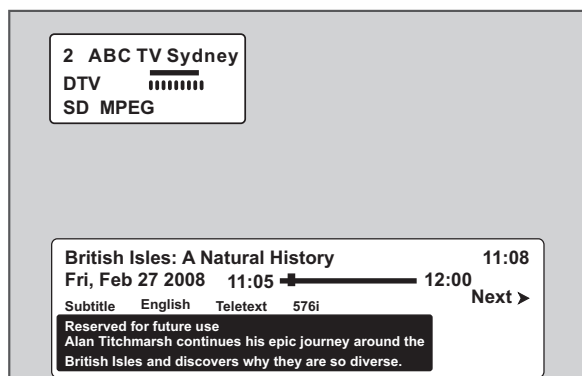 2 ABC TV Sydney
DTV
SD MPEG
British Isles: A Natural History 11:08
Fri, Feb 27 2008 11:05 12:00
Next
Subtitle English Teletext 576i
Reserved for future use
Alan Titchmarsh continues his epic journey around the
British Isles and discovers why they are so diverse.